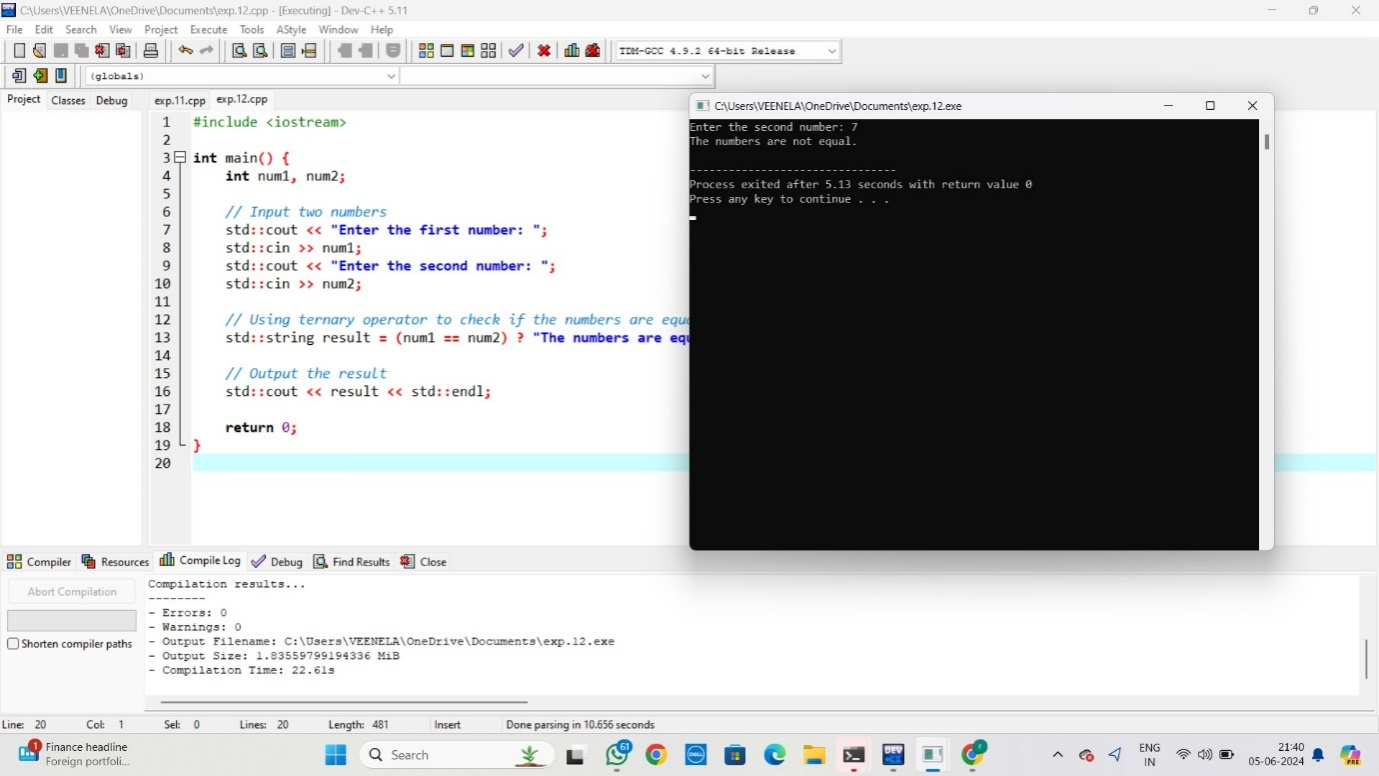 C:\Users\VEENELA\OneDrive\Documents\exp.12.cpp - [Executing] - Dev-C++ 5.11
File Edit Search View Project Execute Tools AStyle Window Help
TDM-GCC 4.9.2 64-bit Release
(globals)
Project Classes Debug
exp.11.cpp exp.12.cpp
1 #include <iostream>
2
3 int main() {
4 int num1, num2;
5
6 // Input two numbers
7 std::cout << "Enter the first number: ";
8 std::cin >> num1;
9 std::cout << "Enter the second number: ";
10 std::cin >> num2;
11
12 // Using ternary operator to check if the numbers are
13 std::string result = (num1 == num2) ? "The numbers are
14
15 // Output the result
16 std::cout << result << std::endl;
17
18 return 0;
19 }
20
C:\Users\VEENELA\OneDrive\Documents\exp.12.exe
Enter the second number: 7
The numbers are not equal.
--------------------------------
Process exited after 5.13 seconds with return value 0
Press any key to continue . . .
Compiler Resources Compile Log Debug Find Results Close
Abort Compilation
Shorten compiler paths
Compilation results...
--------
- Errors: 0
- Warnings: 0
- Output Filename: C:\Users\VEENELA\OneDrive\Documents\exp.12.exe
- Output Size: 1.83559799194336 MiB
- Compilation Time: 22.61s
Line: 20 Col: 1 Sel: 0 Lines: 20 Length: 481 Insert Done parsing in 10.656 seconds
1
Finance headline
Foreign portfoli...
Search
61
DELL
DEV
ENG
IN
21:40
05-06-2024
PRE